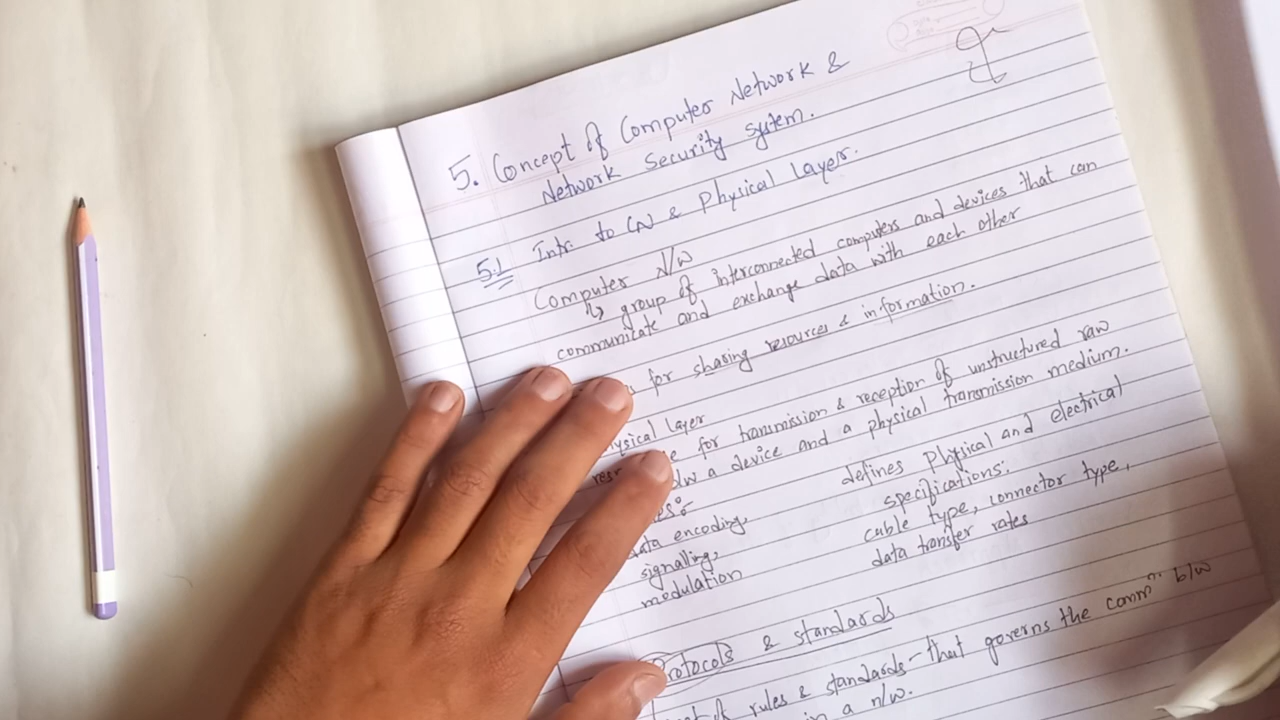 5. Concept of Computer Network &
Network Security system.
5.1 Intr. to CN & Physical Layer.
Computer N/W
↳ group of interconnected computers and devices that can
communicate and exchange data with each other
for sharing resources & information.
ysical layer
for transmission & reception of unstructured raw
b/w a device and a physical transmission medium.
data encoding,
signalling,
modulation
defines physical and electrical
specifications:
cable type, connector type,
data transfer rates
Protocols & standards
of rules & standards - that governs the commⁿ b/w
in a n/w.